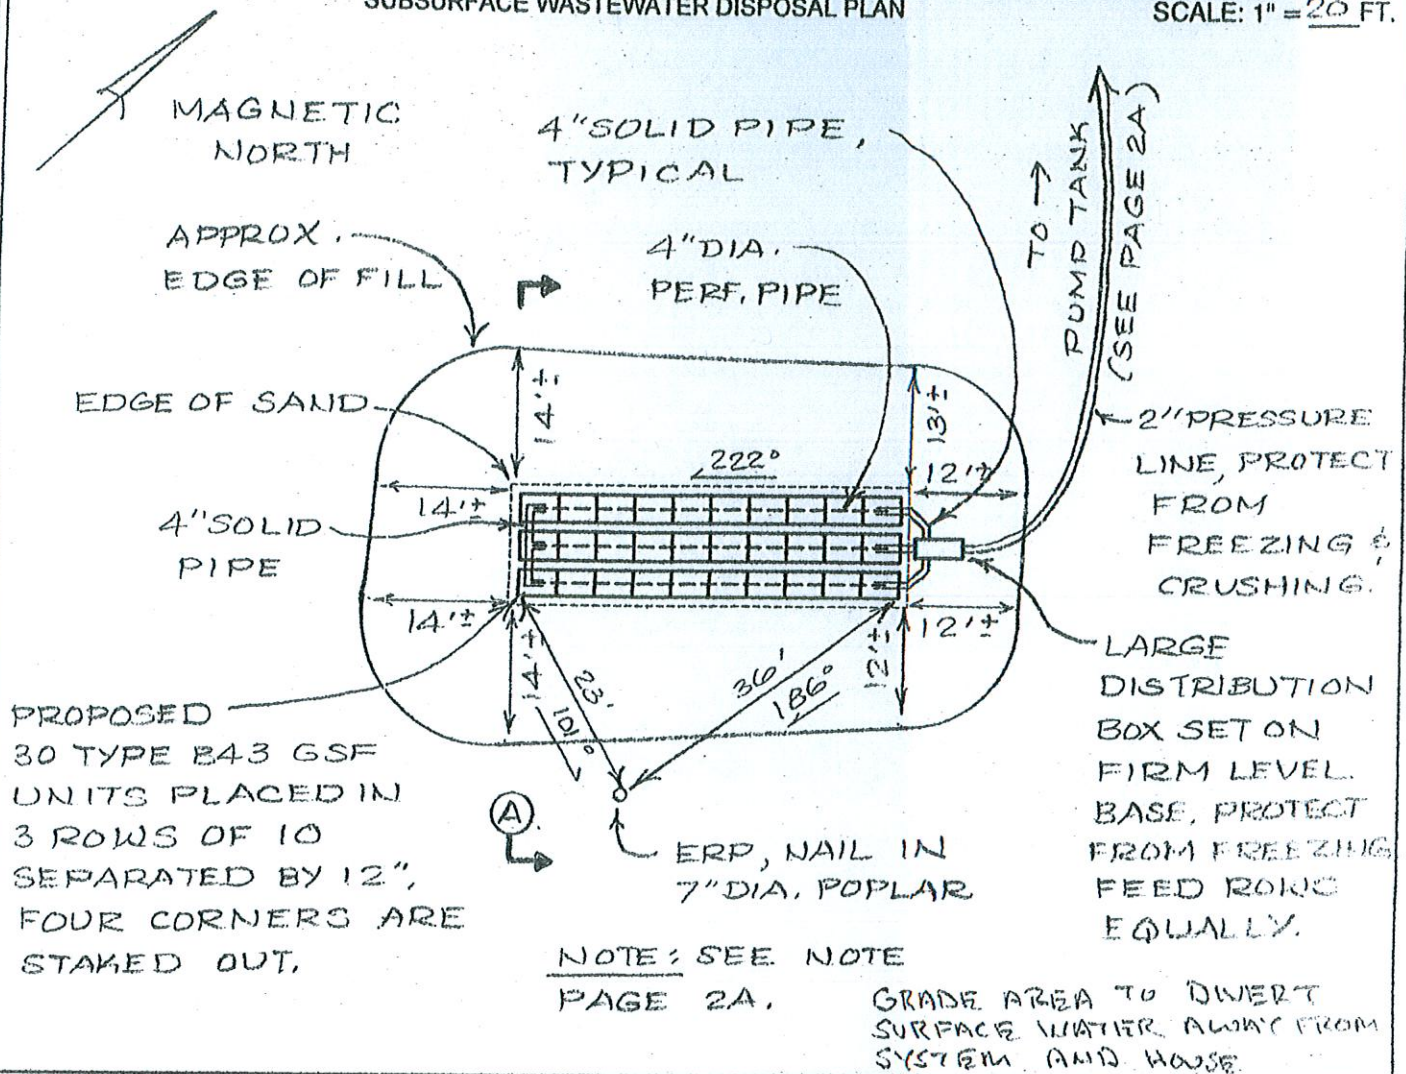 SUBSURFACE WASTEWATER DISPOSAL PLAN
SCALE: 1" = 20 FT.
MAGNETIC
NORTH
4" SOLID PIPE,
TYPICAL
TO →
PUMP TANK
(SEE PAGE 2A)
APPROX.
EDGE OF FILL
4" DIA.
PERF. PIPE
EDGE OF SAND
14'±
13'±
222°
12'±
14'±
4" SOLID
PIPE
2" PRESSURE
LINE, PROTECT
FROM
FREEZING &
CRUSHING.
14'±
14'±
23'
101°
36'
186°
12'±
12'±
LARGE
DISTRIBUTION
BOX SET ON
FIRM LEVEL
BASE, PROTECT
FROM FREEZING
FEED ROWS
EQUALLY.
PROPOSED
30 TYPE B43 GSF
UNITS PLACED IN
3 ROWS OF 10
SEPARATED BY 12",
FOUR CORNERS ARE
STAKED OUT.
A
ERP, NAIL IN
7" DIA. POPLAR
NOTE: SEE NOTE
PAGE 2A.
GRADE AREA TO DIVERT
SURFACE WATER AWAY FROM
SYSTEM AND HOUSE